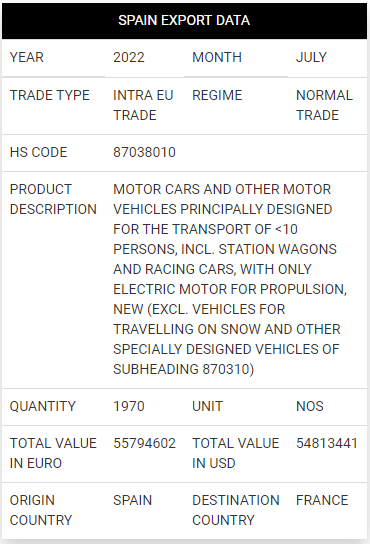 SPAIN EXPORT DATA
YEAR 2022 MONTH JULY
TRADE TYPE INTRA EU TRADE REGIME NORMAL TRADE
HS CODE 87038010
PRODUCT DESCRIPTION
MOTOR CARS AND OTHER MOTOR
VEHICLES PRINCIPALLY DESIGNED
FOR THE TRANSPORT OF <10
PERSONS, INCL. STATION WAGONS
AND RACING CARS, WITH ONLY
ELECTRIC MOTOR FOR PROPULSION,
NEW (EXCL. VEHICLES FOR
TRAVELLING ON SNOW AND OTHER
SPECIALLY DESIGNED VEHICLES OF
SUBHEADING 870310)
QUANTITY 1970 UNIT NOS
TOTAL VALUE IN EURO 55794602 TOTAL VALUE IN USD 54813441
ORIGIN COUNTRY SPAIN DESTINATION COUNTRY FRANCE